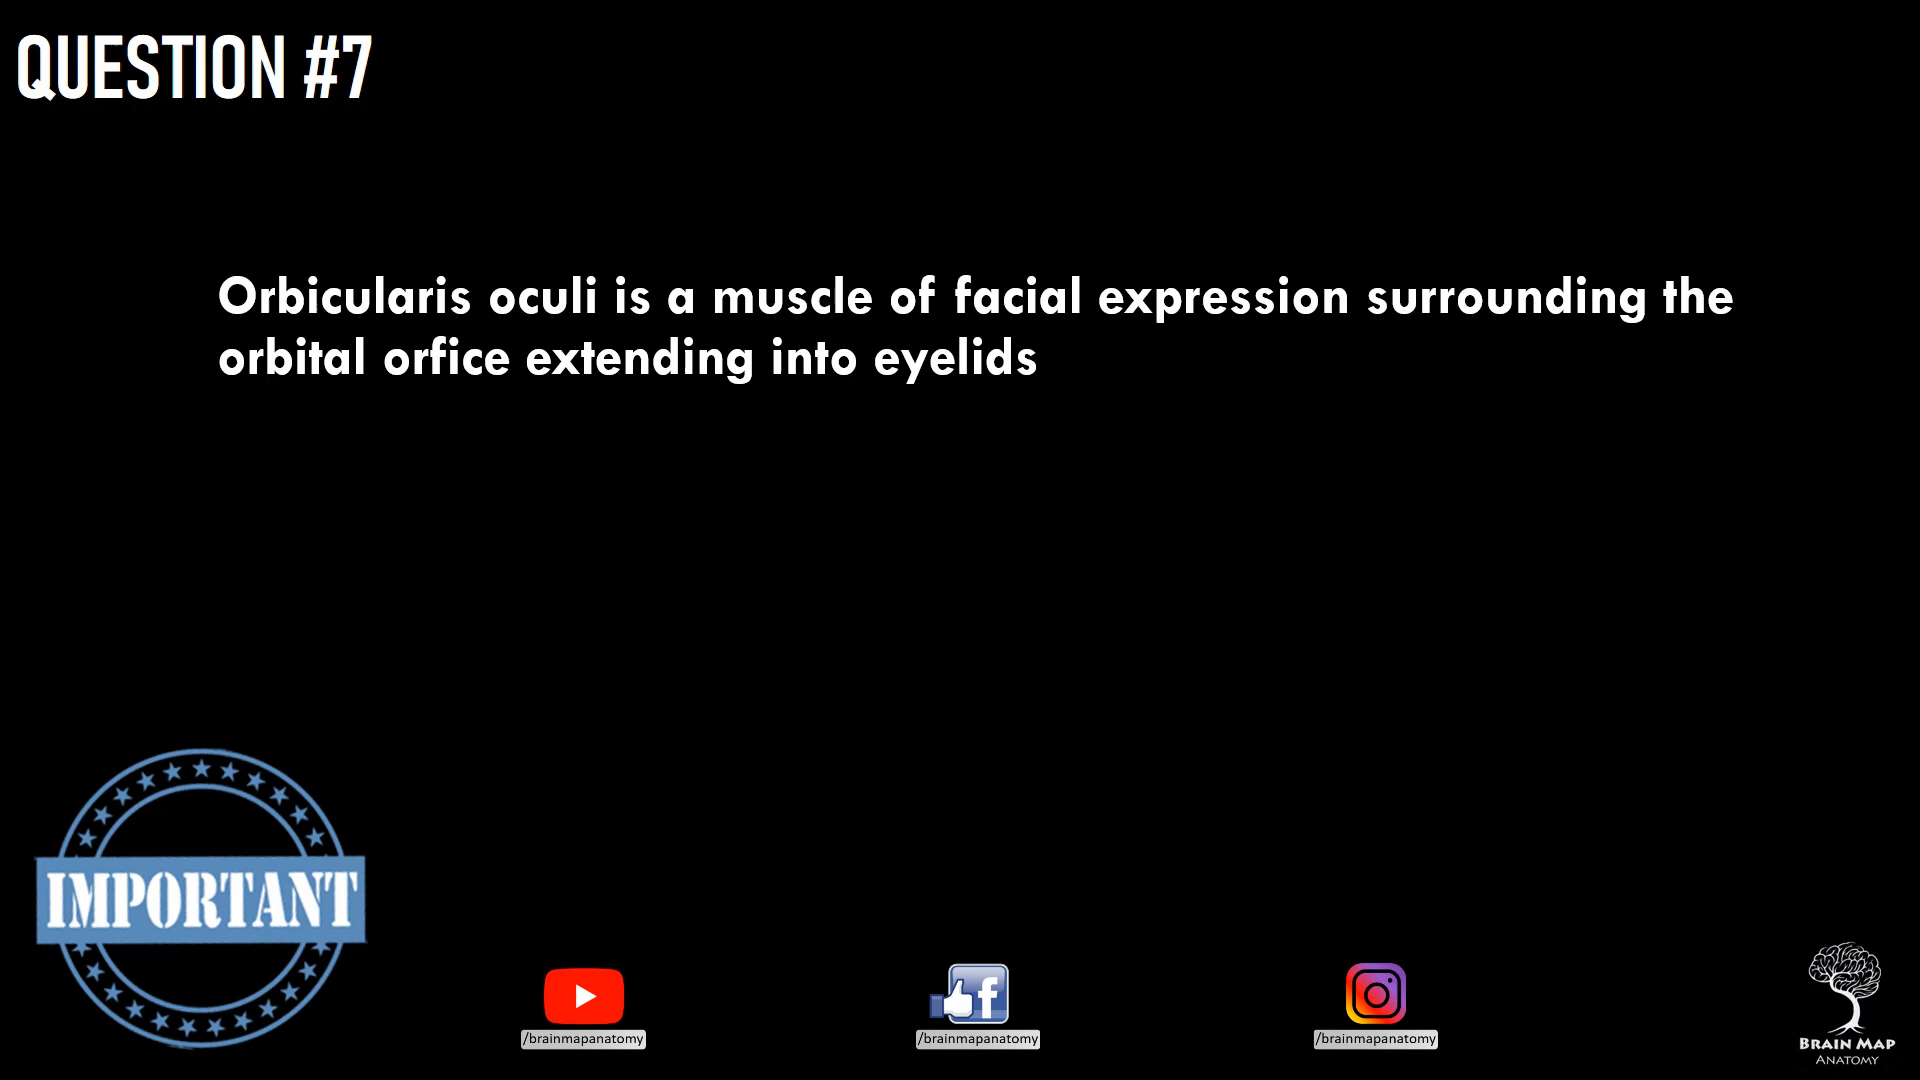 QUESTION #7
Orbicularis oculi is a muscle of facial expression surrounding the
orbital orfice extending into eyelids
IMPORTANT
/brainmapanatomy
/brainmapanatomy
/brainmapanatomy
BRAIN MAP
ANATOMY